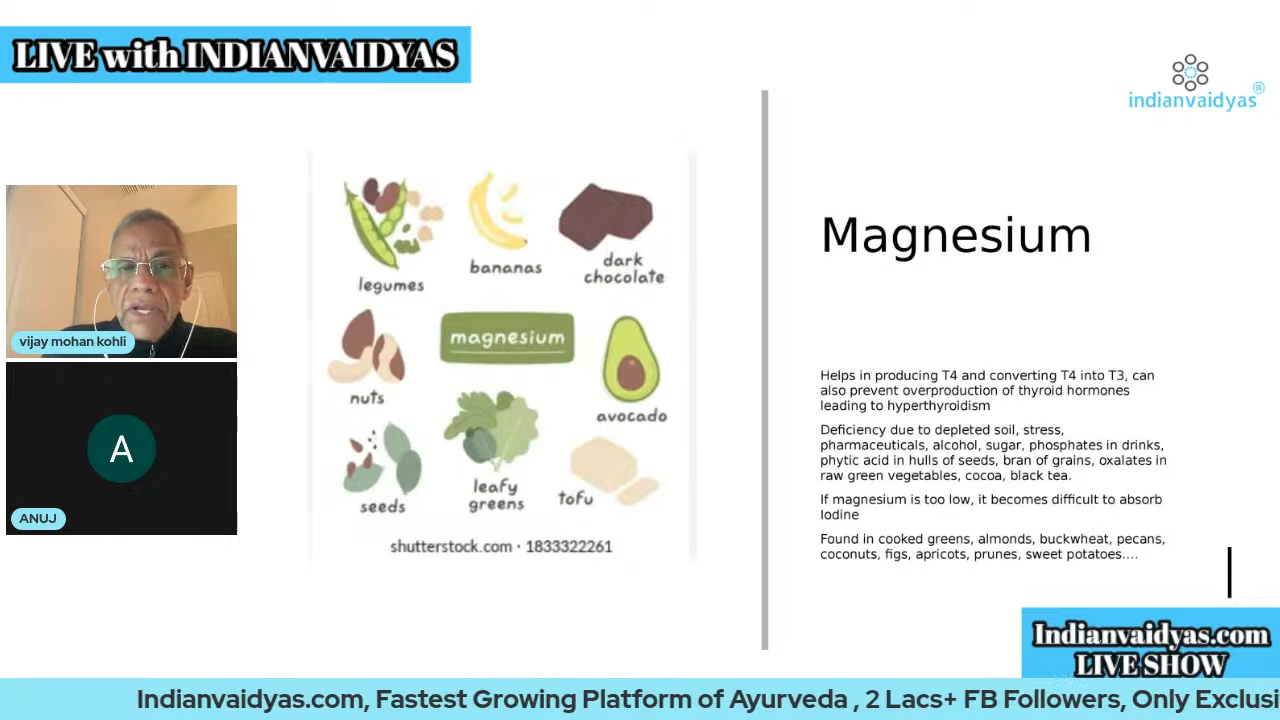 LIVE with INDIANVAIDYAS
indianvaidyas®
legumes
bananas
dark
chocolate
magnesium
nuts
avocado
seeds
leafy
greens
tofu
shutterstock.com · 1833322261
Magnesium
Helps in producing T4 and converting T4 into T3, can
also prevent overproduction of thyroid hormones
leading to hyperthyroidism
Deficiency due to depleted soil, stress,
pharmaceuticals, alcohol, sugar, phosphates in drinks,
phytic acid in hulls of seeds, bran of grains, oxalates in
raw green vegetables, cocoa, black tea.
If magnesium is too low, it becomes difficult to absorb
Iodine
Found in cooked greens, almonds, buckwheat, pecans,
coconuts, figs, apricots, prunes, sweet potatoes....
vijay mohan kohli
A
ANUJ
Indianvaidyas.com
LIVE SHOW
Indianvaidyas.com, Fastest Growing Platform of Ayurveda , 2 Lacs+ FB Followers, Only Exclusi